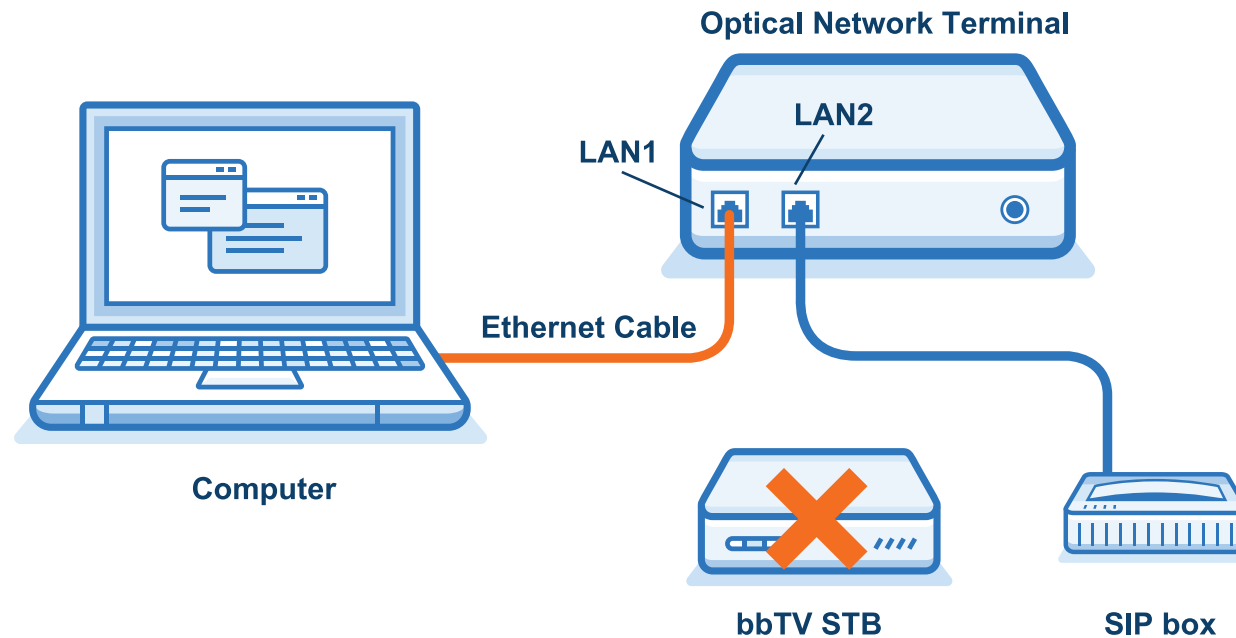 Optical Network Terminal
LAN2
LAN1
Ethernet Cable
Computer
bbTV STB
SIP box